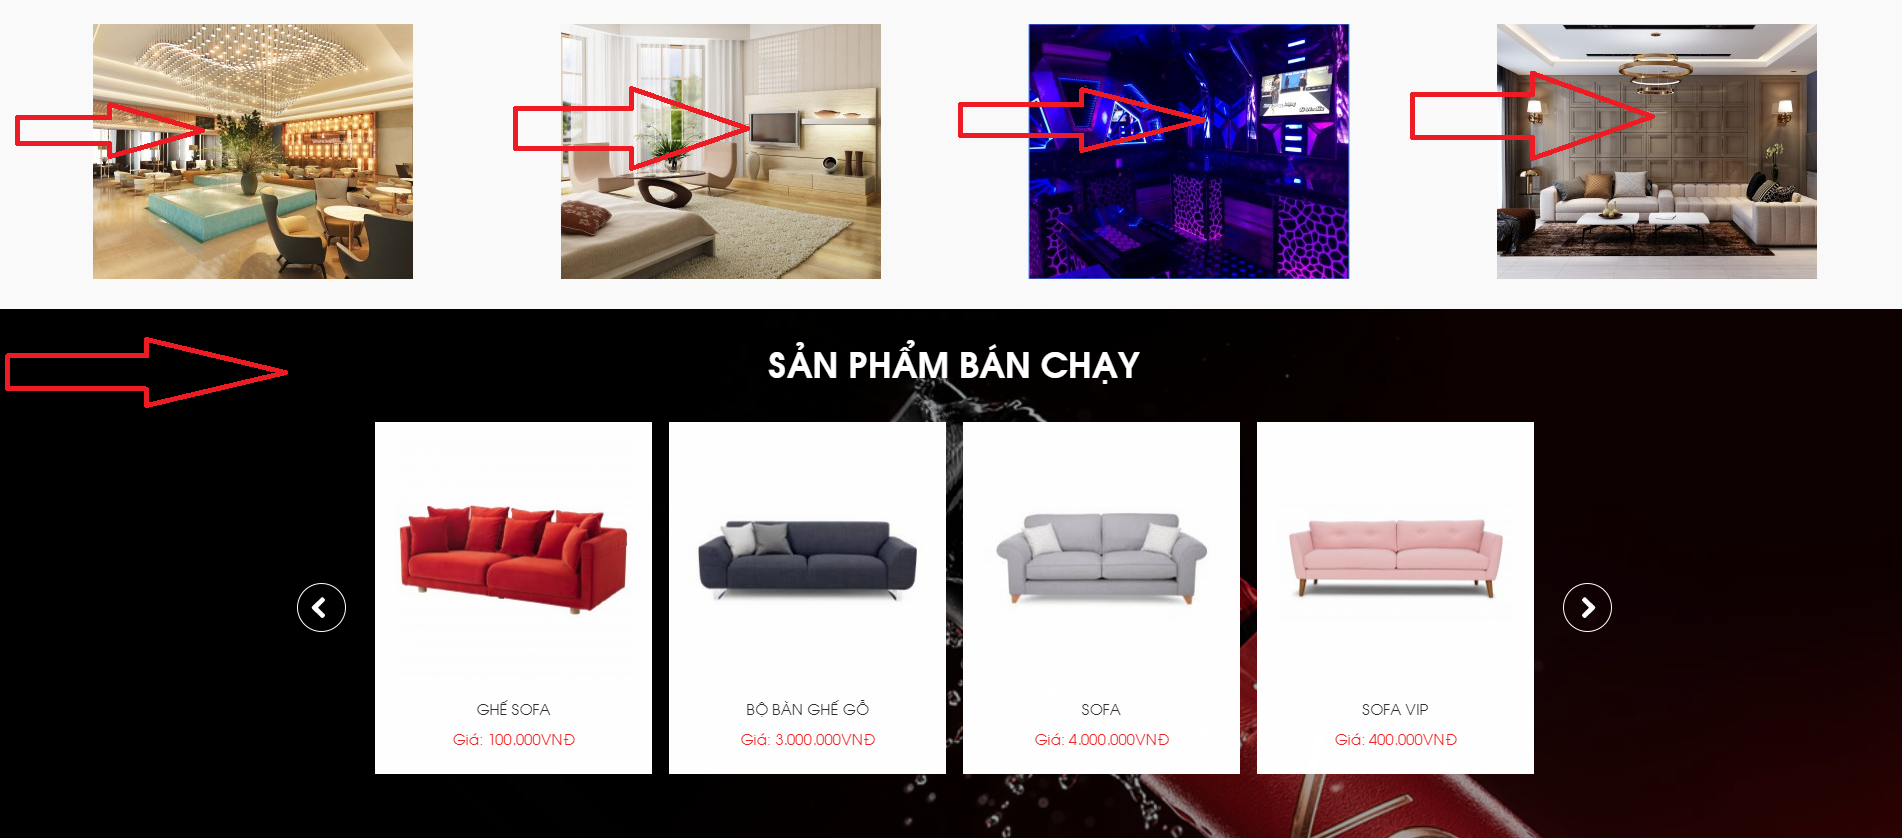 SẢN PHẨM BÁN CHẠY
GHẾ SOFA
Giá: 100.000VNĐ
BỘ BÀN GHẾ GỖ
Giá: 3.000.000VNĐ
SOFA
Giá: 4.000.000VNĐ
SOFA VIP
Giá: 400.000VNĐ